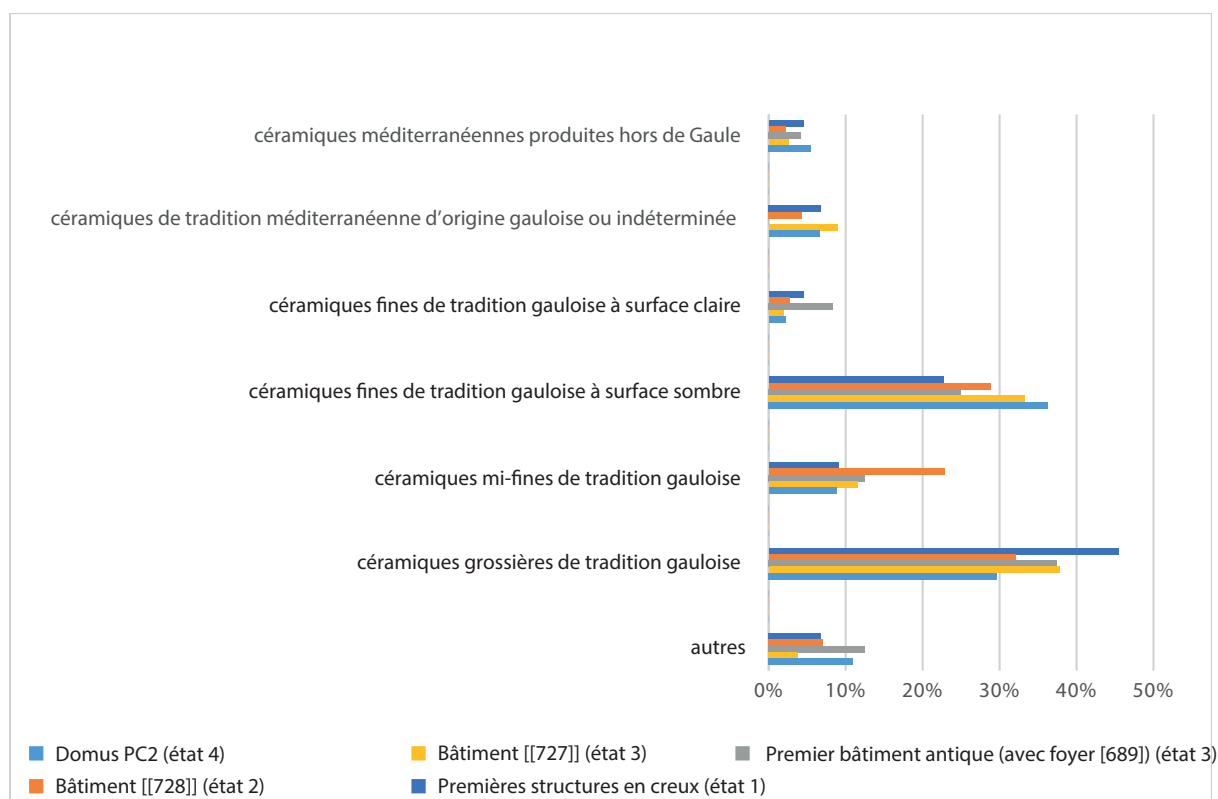 céramiques méditerranéennes produites hors de Gaule
céramiques de tradition méditerranéenne d'origine gauloise ou indéterminée
céramiques fines de tradition gauloise à surface claire
céramiques fines de tradition gauloise à surface sombre
céramiques mi-fines de tradition gauloise
céramiques grossières de tradition gauloise
autres
0% 10% 20% 30% 40% 50%
Domus PC2 (état 4) Bâtiment [[727]] (état 3) Premier bâtiment antique (avec foyer [689]) (état 3)
Bâtiment [[728]] (état 2) Premières structures en creux (état 1)